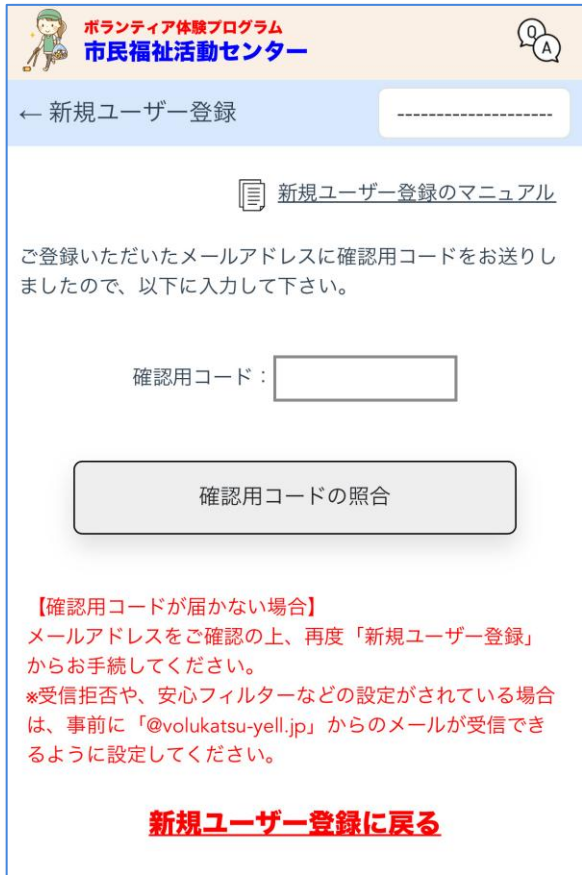 ボランティア体験プログラム
市民福祉活動センター
Q
A
← 新規ユーザー登録
--------------------
新規ユーザー登録のマニュアル
ご登録いただいたメールアドレスに確認用コードをお送りし
ましたので、以下に入力して下さい。
確認用コード：
確認用コードの照合
【確認用コードが届かない場合】
メールアドレスをご確認の上、再度「新規ユーザー登録」
からお手続してください。
※受信拒否や、安心フィルターなどの設定がされている場合
は、事前に「@volukatsu-yell.jp」からのメールが受信でき
るように設定してください。
新規ユーザー登録に戻る